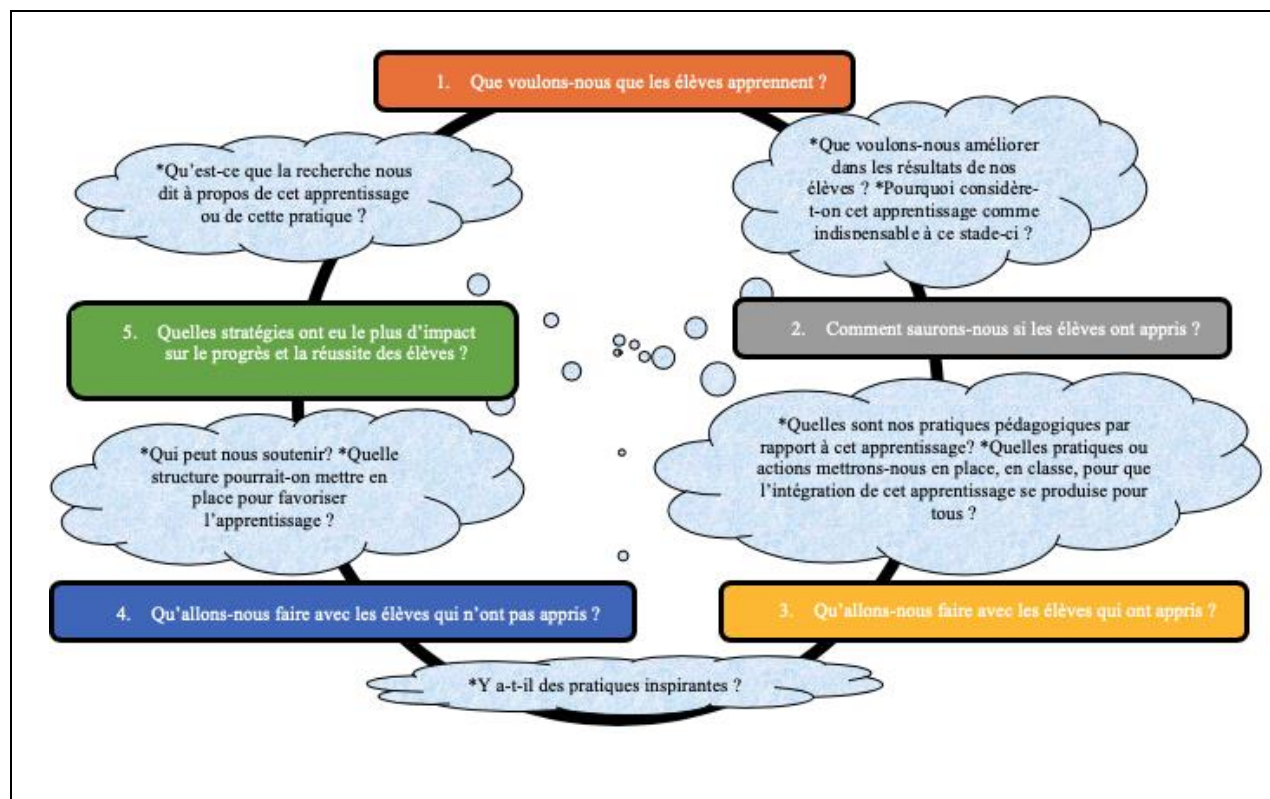 1. Que voulons-nous que les élèves apprennent ?
*Que voulons-nous améliorer
dans les résultats de nos
élèves ? *Pourquoi considère-
t-on cet apprentissage comme
indispensable à ce stade-ci ?
2. Comment saurons-nous si les élèves ont appris ?
*Quelles sont nos pratiques pédagogiques par
rapport à cet apprentissage? *Quelles pratiques ou
actions mettrons-nous en place, en classe, pour que
l’intégration de cet apprentissage se produise pour
tous ?
3. Qu’allons-nous faire avec les élèves qui ont appris ?
*Y a-t-il des pratiques inspirantes ?
4. Qu’allons-nous faire avec les élèves qui n’ont pas appris ?
*Qui peut nous soutenir? *Quelle
structure pourrait-on mettre en
place pour favoriser
l’apprentissage ?
5. Quelles stratégies ont eu le plus d’impact
sur le progrès et la réussite des élèves ?
*Qu’est-ce que la recherche nous
dit à propos de cet apprentissage
ou de cette pratique ?